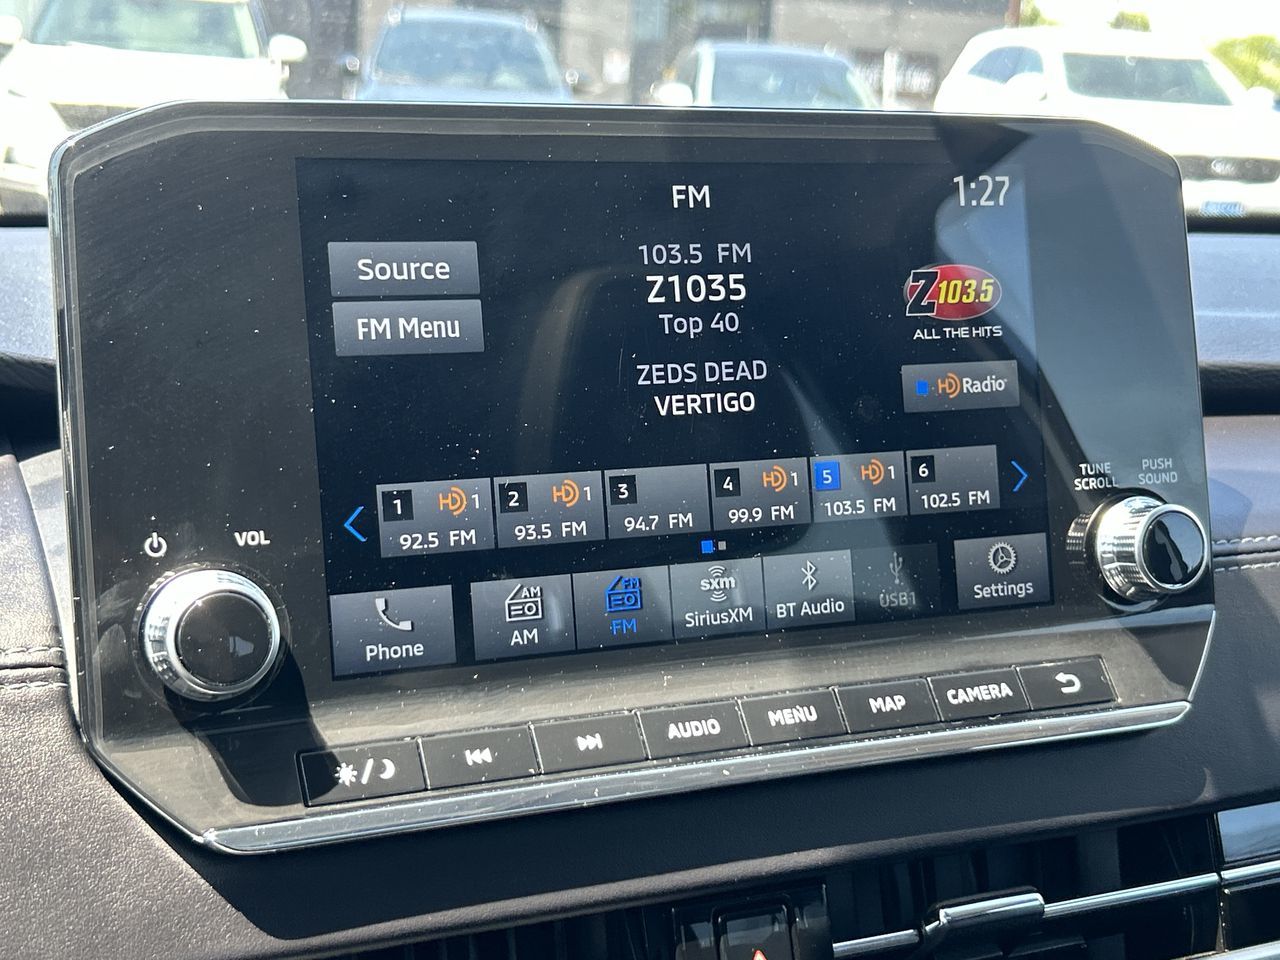 FM
1:27
Source
FM Menu
103.5 FM
Z1035
Top 40
ZEDS DEAD
VERTIGO
Z103.5
ALL THE HITS
HD Radio
1 HD 1
92.5 FM
2 HD 1
93.5 FM
3
94.7 FM
4 HD 1
99.9 FM
5 HD 1
103.5 FM
6
102.5 FM
VOL
TUNE
SCROLL
PUSH
SOUND
Phone
AM
AM
FM
FM
sxm
SiriusXM
BT Audio
USB1
Settings
AUDIO
MENU
MAP
CAMERA